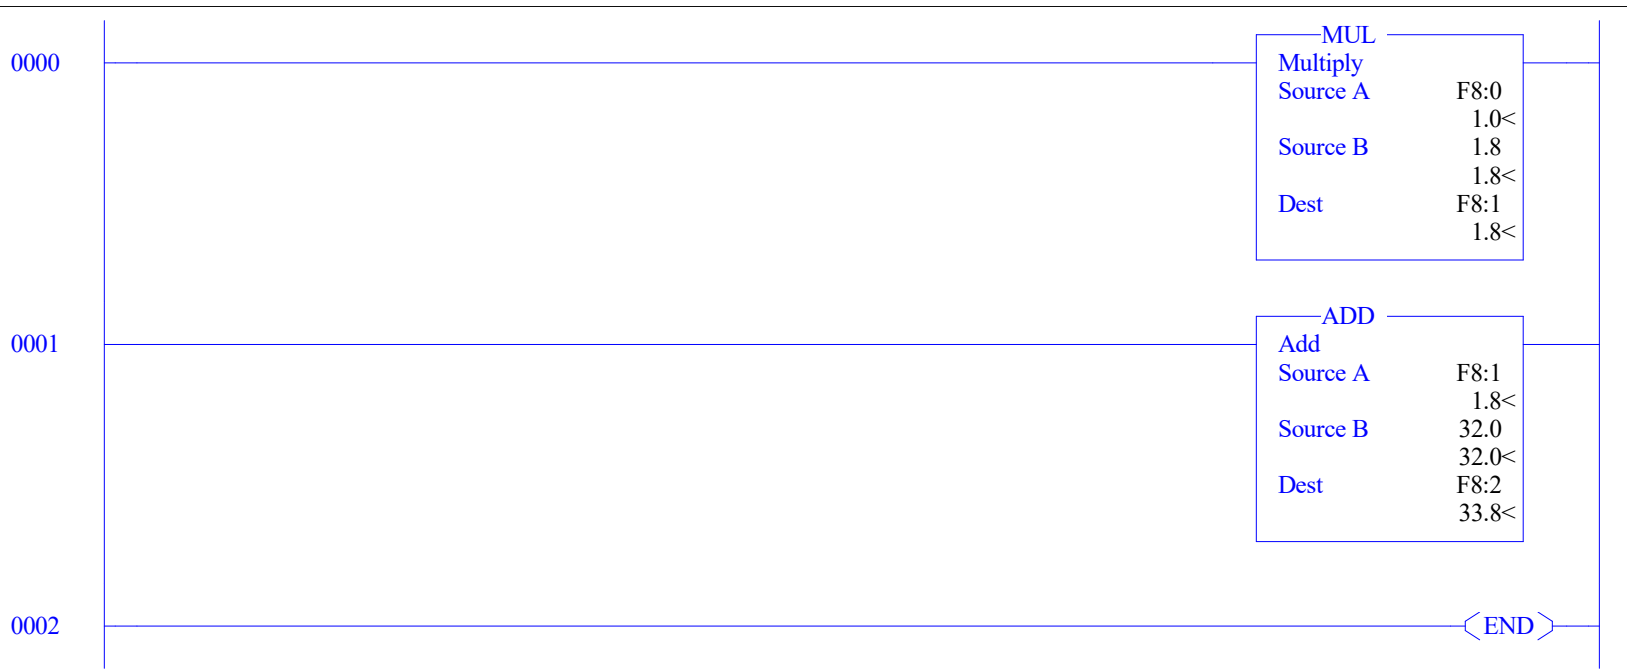 MUL
0000
Multiply
Source A F8:0
1.0<
Source B 1.8
1.8<
Dest F8:1
1.8<
ADD
0001
Add
Source A F8:1
1.8<
Source B 32.0
32.0<
Dest F8:2
33.8<
0002 END